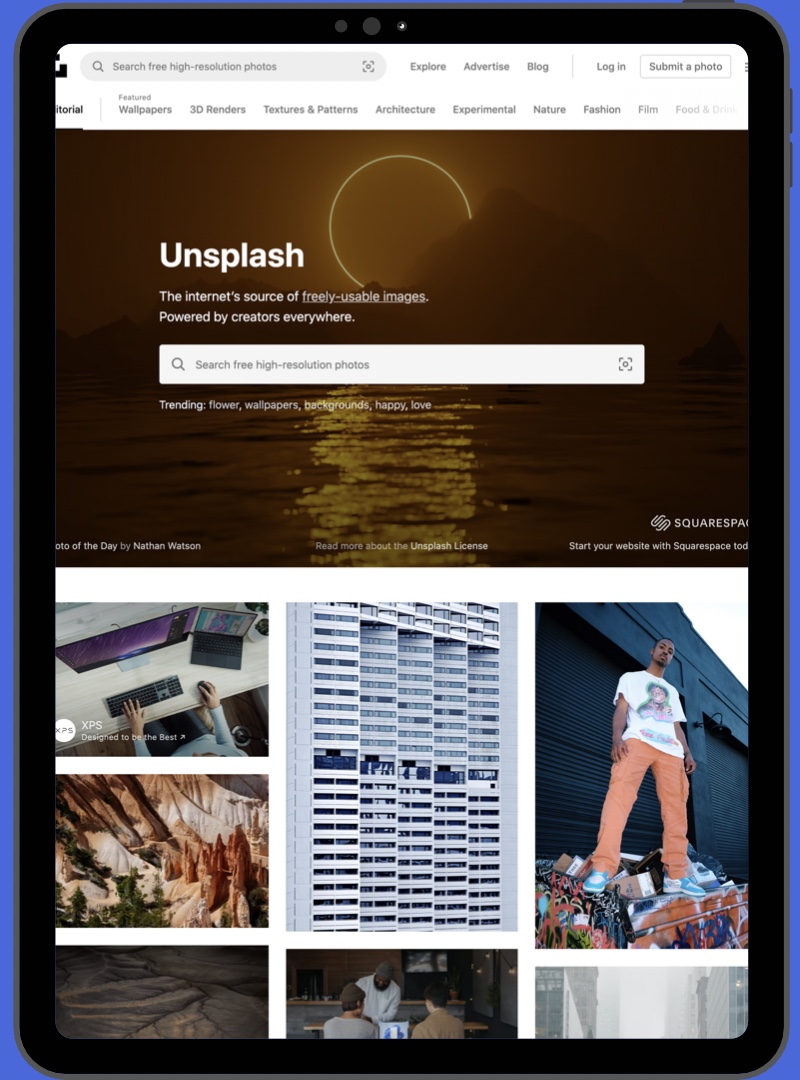 Search free high-resolution photos
Explore
Advertise
Blog
Log in
Submit a photo
itorial
Featured
Wallpapers
3D Renders
Textures & Patterns
Architecture
Experimental
Nature
Fashion
Film
Food & Drin
Unsplash
The internet's source of freely-usable images.
Powered by creators everywhere.
Search free high-resolution photos
Trending: flower, wallpapers, backgrounds, happy, love
SQUARESPAC
oto of the Day by Nathan Watson
Read more about the Unsplash License
Start your website with Squarespace tod
XPS
XPS
Designed to be the Best ↗